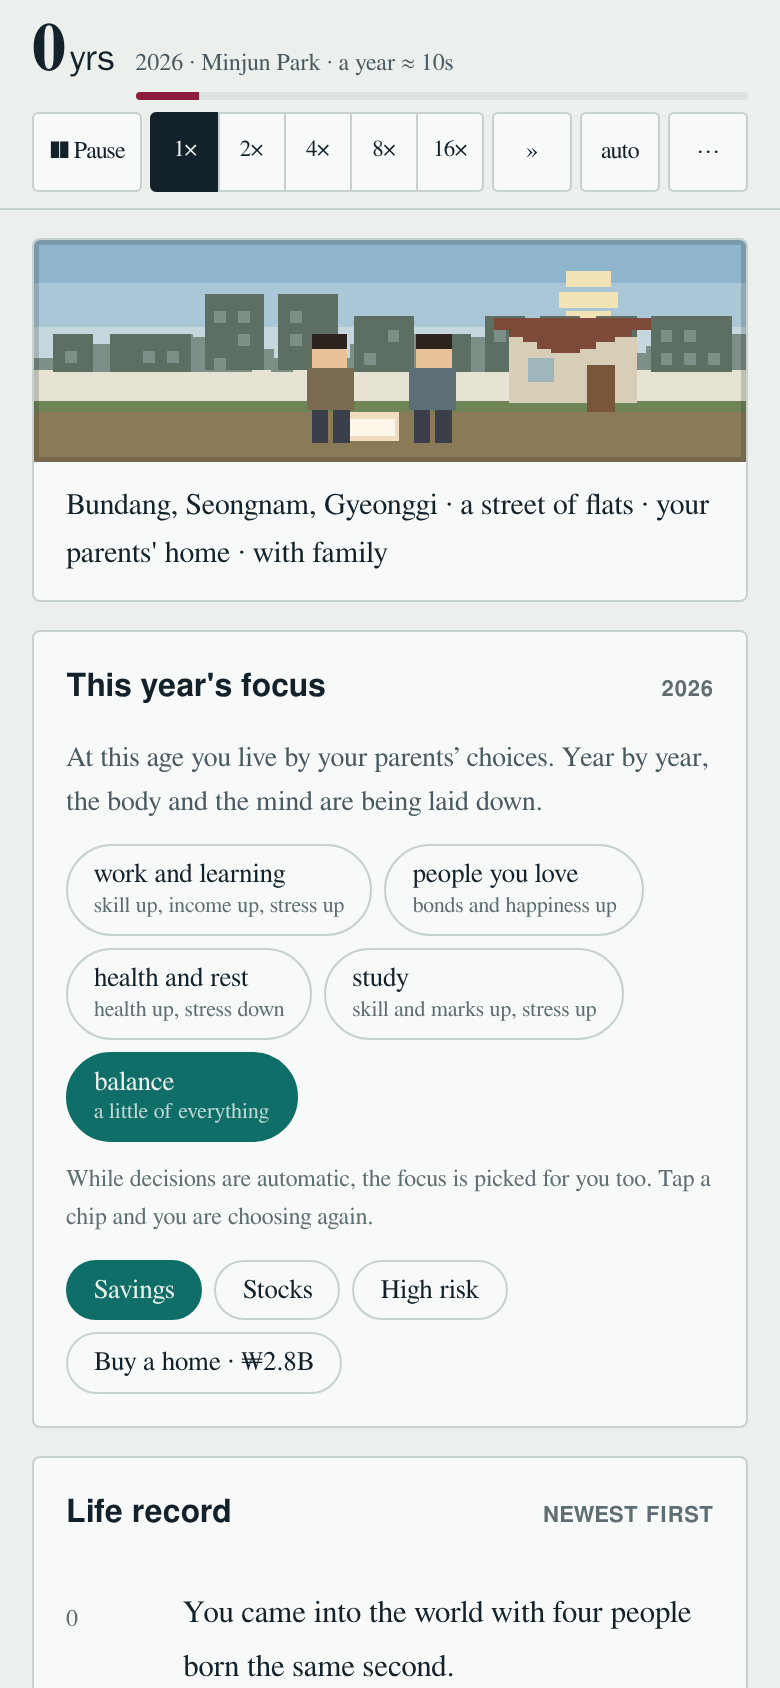 0 yrs 2026 · Minjun Park · a year ≈ 10s
Pause 1× 2× 4× 8× 16× » auto ···
Bundang, Seongnam, Gyeonggi · a street of flats · your
parents' home · with family
This year's focus 2026
At this age you live by your parents’ choices. Year by year,
the body and the mind are being laid down.
work and learning people you love
skill up, income up, stress up bonds and happiness up
health and rest study
health up, stress down skill and marks up, stress up
balance
a little of everything
While decisions are automatic, the focus is picked for you too. Tap a
chip and you are choosing again.
Savings Stocks High risk
Buy a home · ₩2.8B
Life record NEWEST FIRST
0 You came into the world with four people
born the same second.